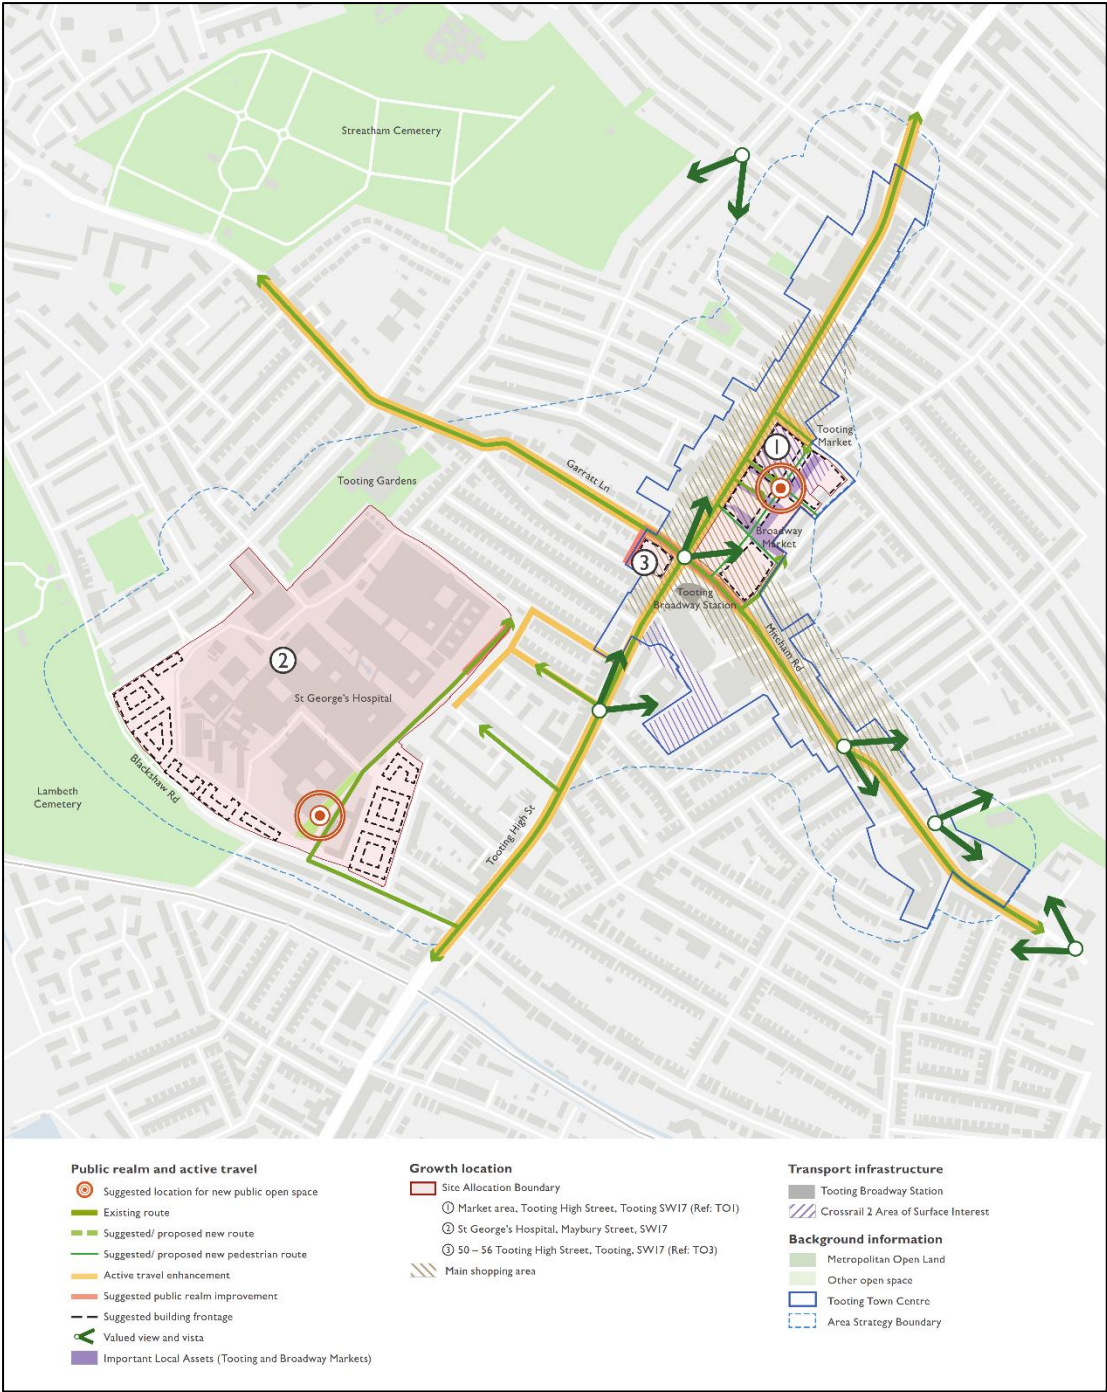 Streatham Cemetery
Tooting
Market
①
Garratt Ln
Tooting Gardens
Broadway
Market
③
Tooting
Broadway Station
Mitcham Rd
②
St George's Hospital
Blackshaw Rd
Lambeth
Cemetery
Tooting High St
Public realm and active travel
Suggested location for new public open space
Existing route
Suggested/ proposed new route
Suggested/ proposed new pedestrian route
Active travel enhancement
Suggested public realm improvement
Suggested building frontage
Valued view and vista
Important Local Assets (Tooting and Broadway Markets)
Growth location
Site Allocation Boundary
① Market area, Tooting High Street, Tooting SW17 (Ref: TO1)
② St George's Hospital, Maybury Street, SW17
③ 50 – 56 Tooting High Street, Tooting, SW17 (Ref: TO3)
Main shopping area
Transport infrastructure
Tooting Broadway Station
Crossrail 2 Area of Surface Interest
Background information
Metropolitan Open Land
Other open space
Tooting Town Centre
Area Strategy Boundary